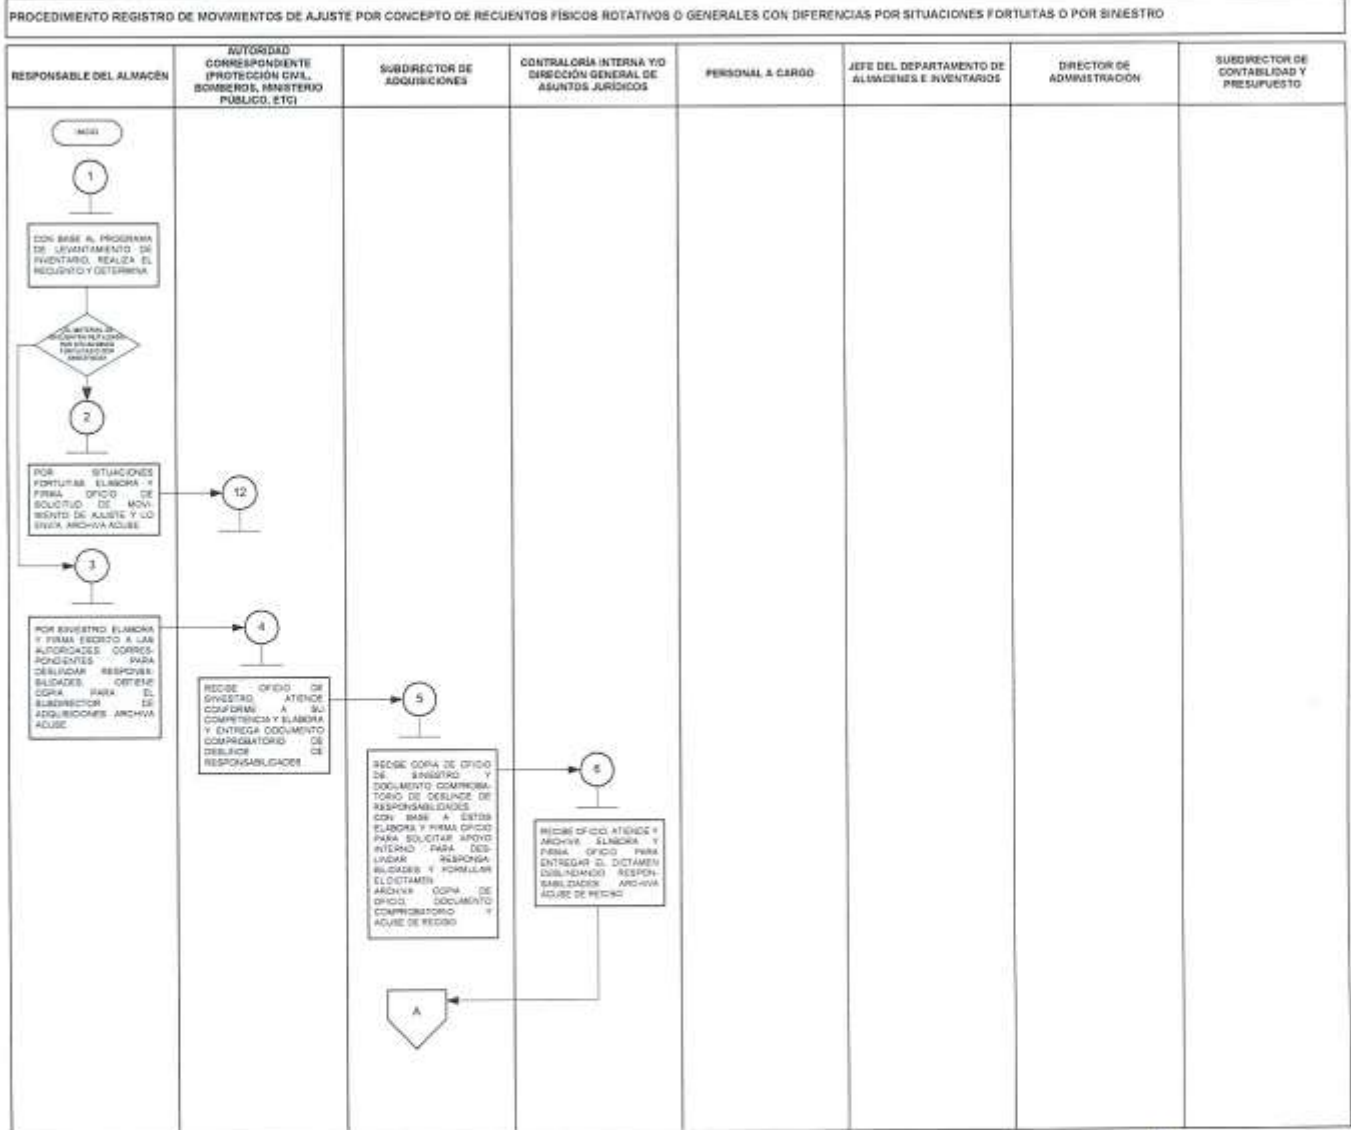 PROCEDIMIENTO REGISTRO DE MOVIMIENTOS DE AJUSTE POR CONCEPTO DE RECUENTOS FÍSICOS ROTATIVOS O GENERALES CON DIFERENCIAS POR SITUACIONES FORTUITAS O POR SINIESTRO
RESPONSABLE DEL ALMACÉN
AUTORIDAD
CORRESPONDIENTE
(PROTECCIÓN CIVIL,
BOMBEROS, MINISTERIO
PÚBLICO, ETC)
SUBDIRECTOR DE
ADQUISICIONES
CONTRALORÍA INTERNA Y/O
DIRECCIÓN GENERAL DE
ASUNTOS JURÍDICOS
PERSONAL A CARGO
JEFE DEL DEPARTAMENTO DE
ALMACENES E INVENTARIOS
DIRECTOR DE
ADMINISTRACIÓN
SUBDIRECTOR DE
CONTABILIDAD Y
PRESUPUESTO
INICIO
1
CON BASE AL PROGRAMA
DE LEVANTAMIENTO DE
INVENTARIO, REALIZA EL
RECUENTO Y DETERMINA
2
POR SITUACIONES
FORTUITAS ELABORA Y
FIRMA OFICIO DE
SOLICITUD DE MOVI-
MIENTO DE AJUSTE Y LO
ENVÍA. ARCHIVA ACUSE
12
3
POR SINIESTRO, ELABORA
Y FIRMA ESCRITO A LAS
AUTORIDADES CORRES-
PONDIENTES PARA
DESLINDAR RESPONSA-
BILIDADES, OBTIENE
COPIA PARA EL
SUBDIRECTOR DE
ADQUISICIONES ARCHIVA
ACUSE
4
RECIBE OFICIO DE
SINIESTRO, ATIENDE
CONFORME A SU
COMPETENCIA Y ELABORA
Y ENTREGA DOCUMENTO
COMPROBATORIO DE
DESLINDE DE
RESPONSABILIDADES
5
RECIBE COPIA DE OFICIO
DE SINIESTRO Y
DOCUMENTO COMPROBA-
TORIO DE DESLINDE DE
RESPONSABILIDADES
CON BASE A ESTOS
ELABORA Y FIRMA OFICIO
PARA SOLICITAR APOYO
INTERNO PARA DES-
LINDAR RESPONSA-
BILIDADES Y FORMULAR
EL DICTAMEN
ARCHIVA COPIA DE
OFICIO, DOCUMENTO
COMPROBATORIO Y
ACUSE DE RECIBO
6
RECIBE OFICIO, ATIENDE Y
ARCHIVA ELABORA Y
FIRMA OFICIO PARA
ENTREGAR EL DICTAMEN
DESLINDANDO RESPON-
SABILIDADES ARCHIVA
ACUSE DE RECIBO
A